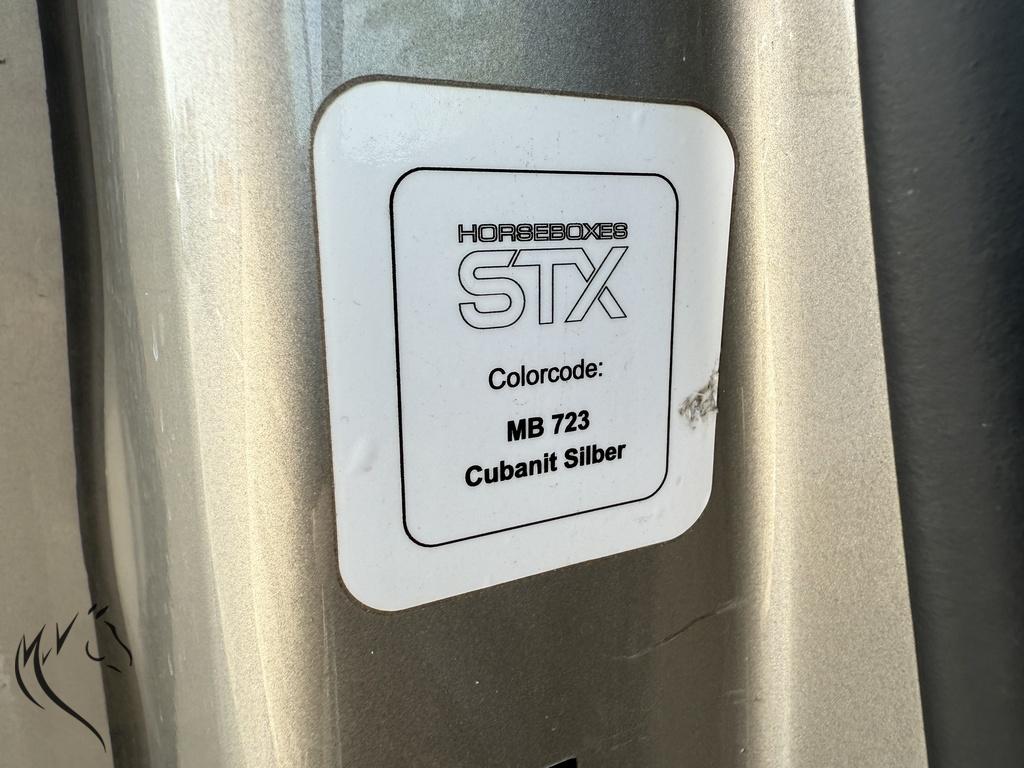 HORSEBOXES
STX
Colorcode:
MB 723
Cubanit Silber